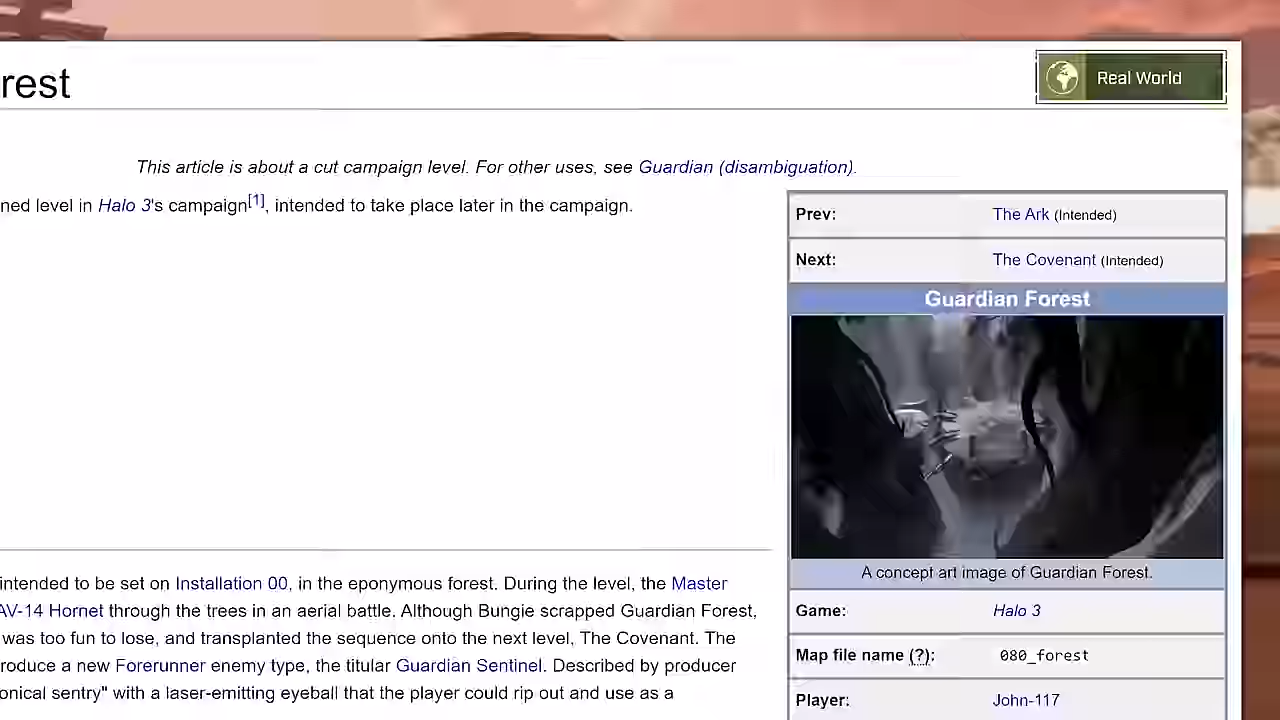 rest
Real World
This article is about a cut campaign level. For other uses, see Guardian (disambiguation).
ned level in Halo 3's campaign[1], intended to take place later in the campaign.
Prev: The Ark (Intended)
Next: The Covenant (Intended)
Guardian Forest
A concept art image of Guardian Forest.
Game: Halo 3
Map file name (?): 080_forest
Player: John-117
intended to be set on Installation 00, in the eponymous forest. During the level, the Master
AV-14 Hornet through the trees in an aerial battle. Although Bungie scrapped Guardian Forest,
was too fun to lose, and transplanted the sequence onto the next level, The Covenant. The
roduce a new Forerunner enemy type, the titular Guardian Sentinel. Described by producer
onical sentry" with a laser-emitting eyeball that the player could rip out and use as a